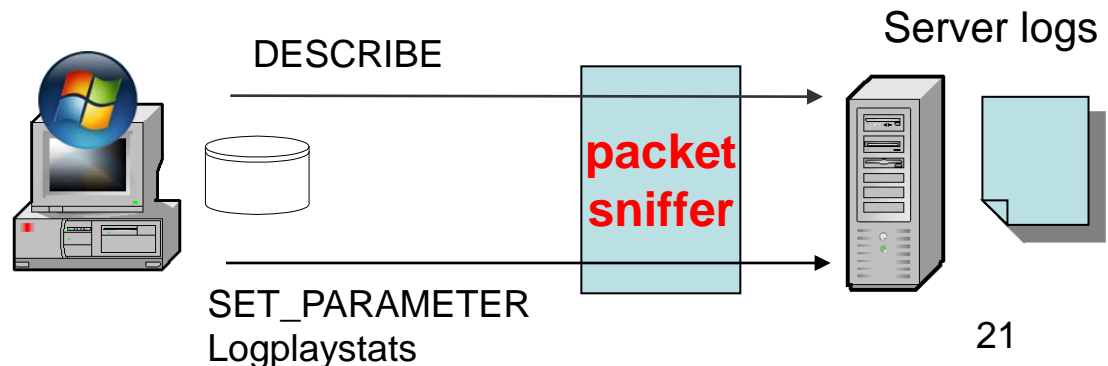 Server logs
DESCRIBE
packet
sniffer
SET_PARAMETER
Logplaystats
21